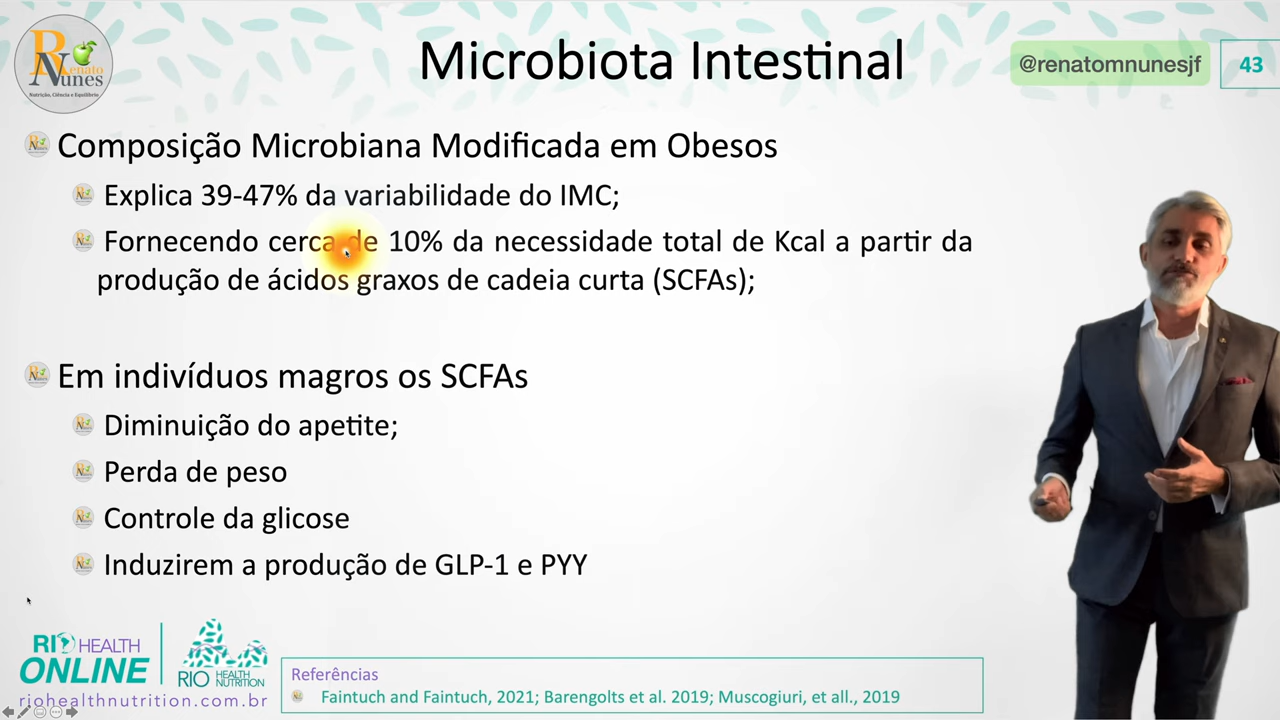 Renato
Nunes
Nutrição, Ciência e Equilíbrio
Microbiota Intestinal
@renatomnunesjf
43
Composição Microbiana Modificada em Obesos
Explica 39-47% da variabilidade do IMC;
Fornecendo cerca de 10% da necessidade total de Kcal a partir da
produção de ácidos graxos de cadeia curta (SCFAs);
Em indivíduos magros os SCFAs
Diminuição do apetite;
Perda de peso
Controle da glicose
Induzirem a produção de GLP-1 e PYY
RIO HEALTH
ONLINE
RIO HEALTH NUTRITION
riohealthnutrition.com.br
Referências
Faintuch and Faintuch, 2021; Barengolts et al. 2019; Muscogiuri, et all., 2019